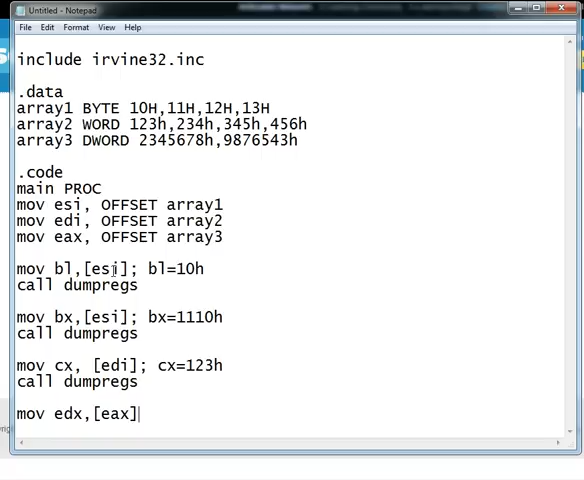 Untitled - Notepad
File Edit Format View Help
include irvine32.inc
.data
array1 BYTE 10H,11H,12H,13H
array2 WORD 123h,234h,345h,456h
array3 DWORD 2345678h,9876543h
.code
main PROC
mov esi, OFFSET array1
mov edi, OFFSET array2
mov eax, OFFSET array3
mov bl,[esi]; bl=10h
call dumpregs
mov bx,[esi]; bx=1110h
call dumpregs
mov cx, [edi]; cx=123h
call dumpregs
mov edx,[eax]